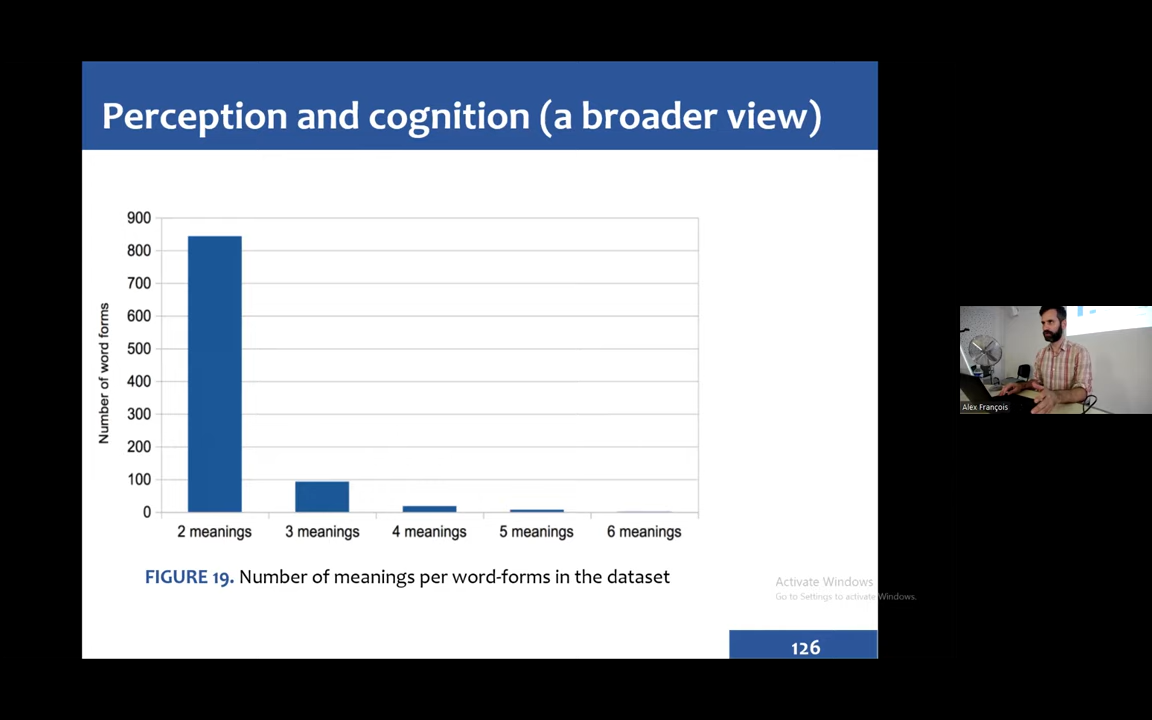 Perception and cognition (a broader view)
900
800
700
600
500
400
300
200
100
0
Number of word forms
2 meanings
3 meanings
4 meanings
5 meanings
6 meanings
FIGURE 19. Number of meanings per word-forms in the dataset
Activate Windows
Go to Settings to activate Windows.
126
Alex François